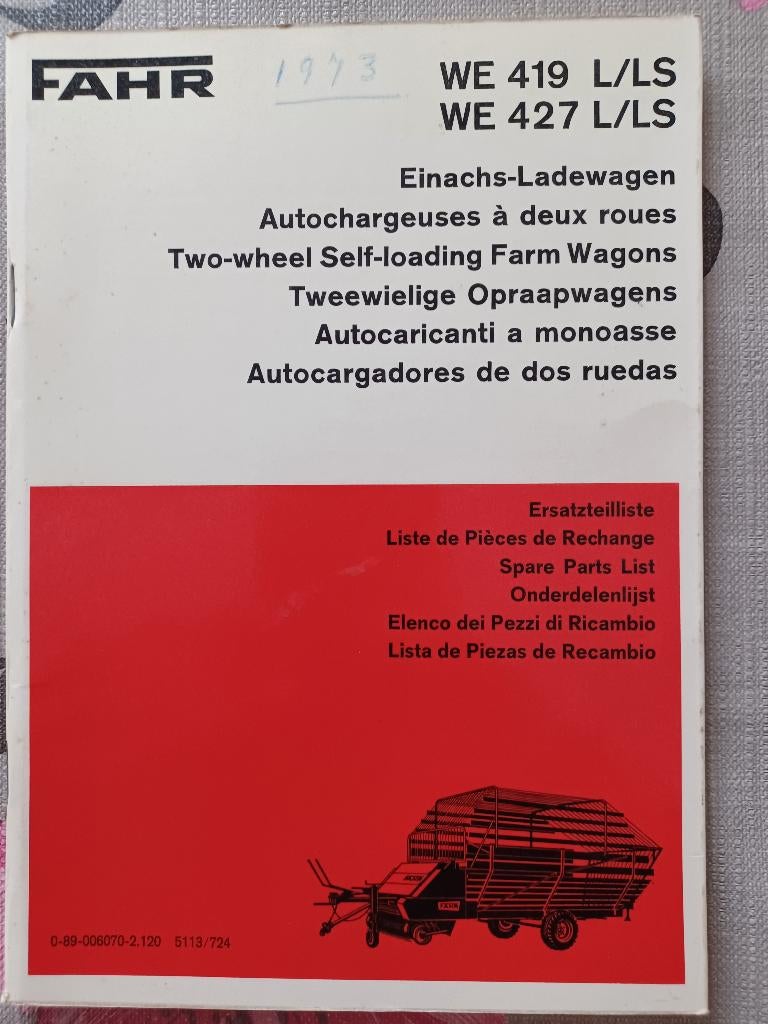 FAHR
1973
WE 419 L/LS
WE 427 L/LS
Einachs-Ladewagen
Autochargeuses à deux roues
Two-wheel Self-loading Farm Wagons
Tweewielige Opraapwagens
Autocaricanti a monoasse
Autocargadores de dos ruedas
Ersatzteilliste
Liste de Pièces de Rechange
Spare Parts List
Onderdelenlijst
Elenco dei Pezzi di Ricambio
Lista de Piezas de Recambio
FAHR
0-89-006070-2.120 5113/724